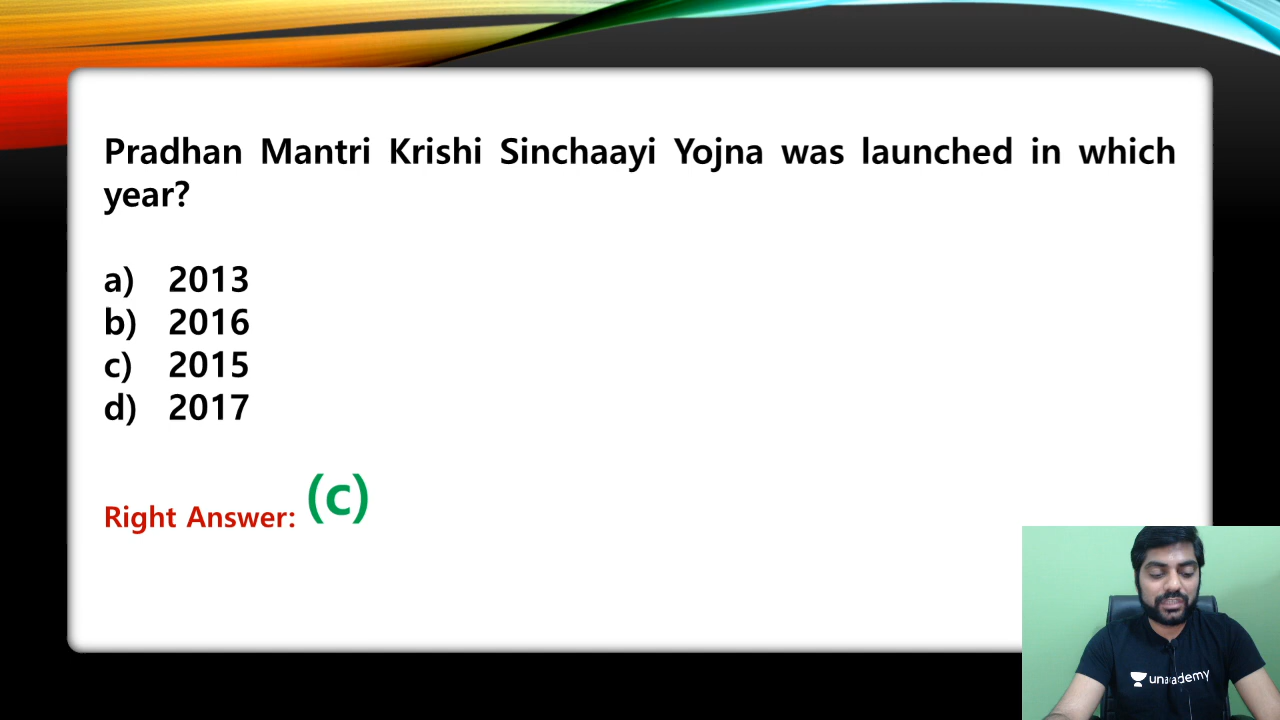 Pradhan Mantri Krishi Sinchaayi Yojna was launched in which
year?
a) 2013
b) 2016
c) 2015
d) 2017
Right Answer: (c)
unacademy